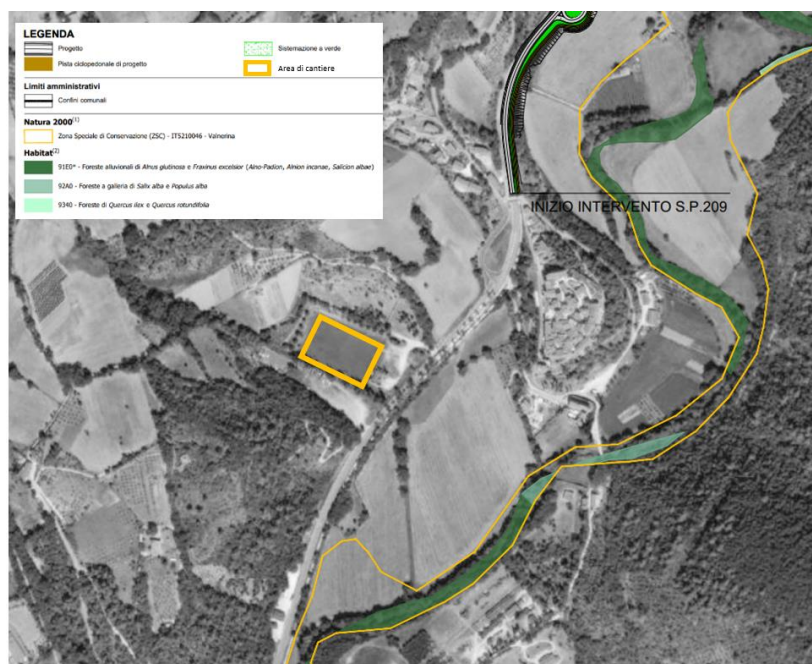 LEGENDA
Progetto
Sistemazione a verde
Pista ciclopedonale di progetto
Area di cantiere
Limiti amministrativi
Confini comunali
Natura 2000(1)
Zona Speciale di Conservazione (ZSC) - IT5210046 - Valnerina
Habitat(2)
91E0* - Foreste alluvionali di Alnus glutinosa e Fraxinus excelsior (Alno-Padion, Alnion incanae, Salicion albae)
92A0 - Foreste a galleria di Salix alba e Populus alba
9340 - Foreste di Quercus ilex e Quercus rotundifolia
INIZIO INTERVENTO S.P.209